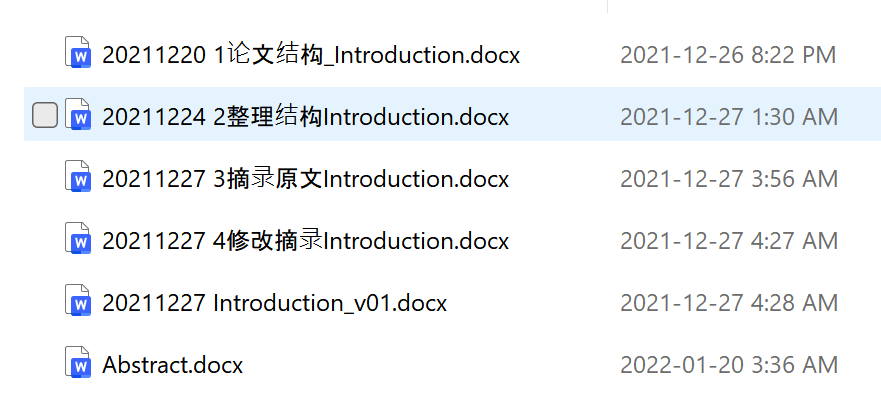 20211220 1论文结构_Introduction.docx 2021-12-26 8:22 PM
20211224 2整理结构Introduction.docx 2021-12-27 1:30 AM
20211227 3摘录原文Introduction.docx 2021-12-27 3:56 AM
20211227 4修改摘录Introduction.docx 2021-12-27 4:27 AM
20211227 Introduction_v01.docx 2021-12-27 4:28 AM
Abstract.docx 2022-01-20 3:36 AM